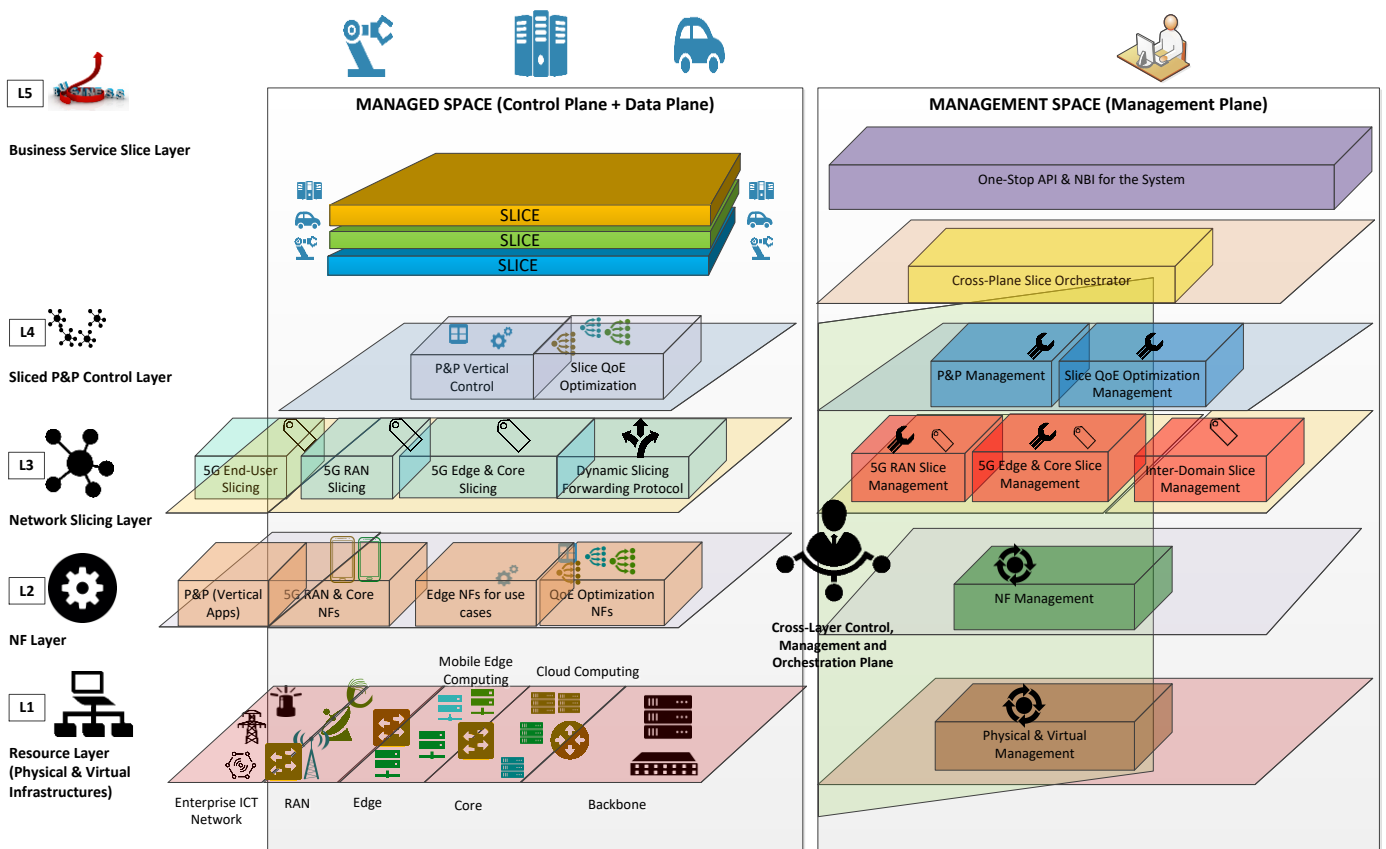 L5
BUSINESS
Business Service Slice Layer
MANAGED SPACE (Control Plane + Data Plane)
SLICE
SLICE
SLICE
MANAGEMENT SPACE (Management Plane)
One-Stop API & NBI for the System
Cross-Plane Slice Orchestrator
L4
Sliced P&P Control Layer
P&P Vertical
Control
Slice QoE
Optimization
P&P Management
Slice QoE Optimization
Management
L3
Network Slicing Layer
5G End-User
Slicing
5G RAN
Slicing
5G Edge & Core
Slicing
Dynamic Slicing
Forwarding Protocol
5G RAN Slice
Management
5G Edge & Core Slice
Management
Inter-Domain Slice
Management
L2
NF Layer
P&P (Vertical
Apps)
5G RAN & Core
NFs
Edge NFs for use
cases
QoE Optimization
NFs
NF Management
Cross-Layer Control,
Management and
Orchestration Plane
L1
Resource Layer
(Physical & Virtual
Infrastructures)
Mobile Edge
Computing
Cloud Computing
Enterprise ICT
Network
RAN
Edge
Core
Backbone
Physical & Virtual
Management